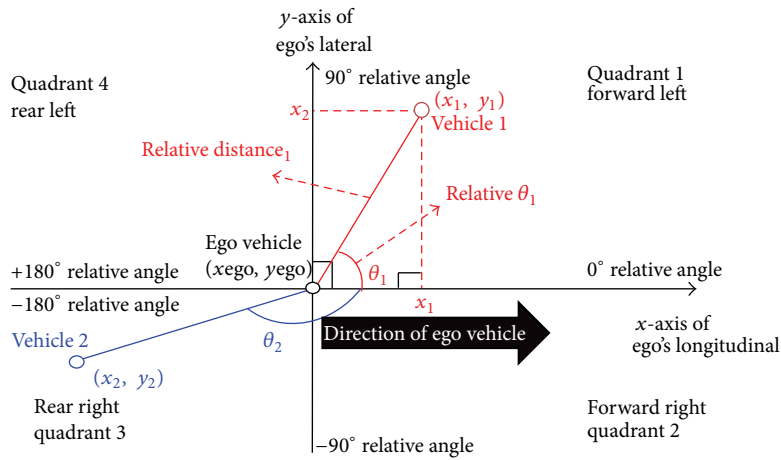 y-axis of
ego's lateral
Quadrant 4
rear left
90° relative angle
Quadrant 1
forward left
x₂
(x₁, y₁)
Vehicle 1
Relative distance₁
Relative θ₁
Ego vehicle
(xego, yego)
+180° relative angle
θ₁
0° relative angle
−180° relative angle
x₁
Vehicle 2
θ₂
Direction of ego vehicle
x-axis of
ego's longitudinal
(x₂, y₂)
Rear right
quadrant 3
Forward right
quadrant 2
−90° relative angle